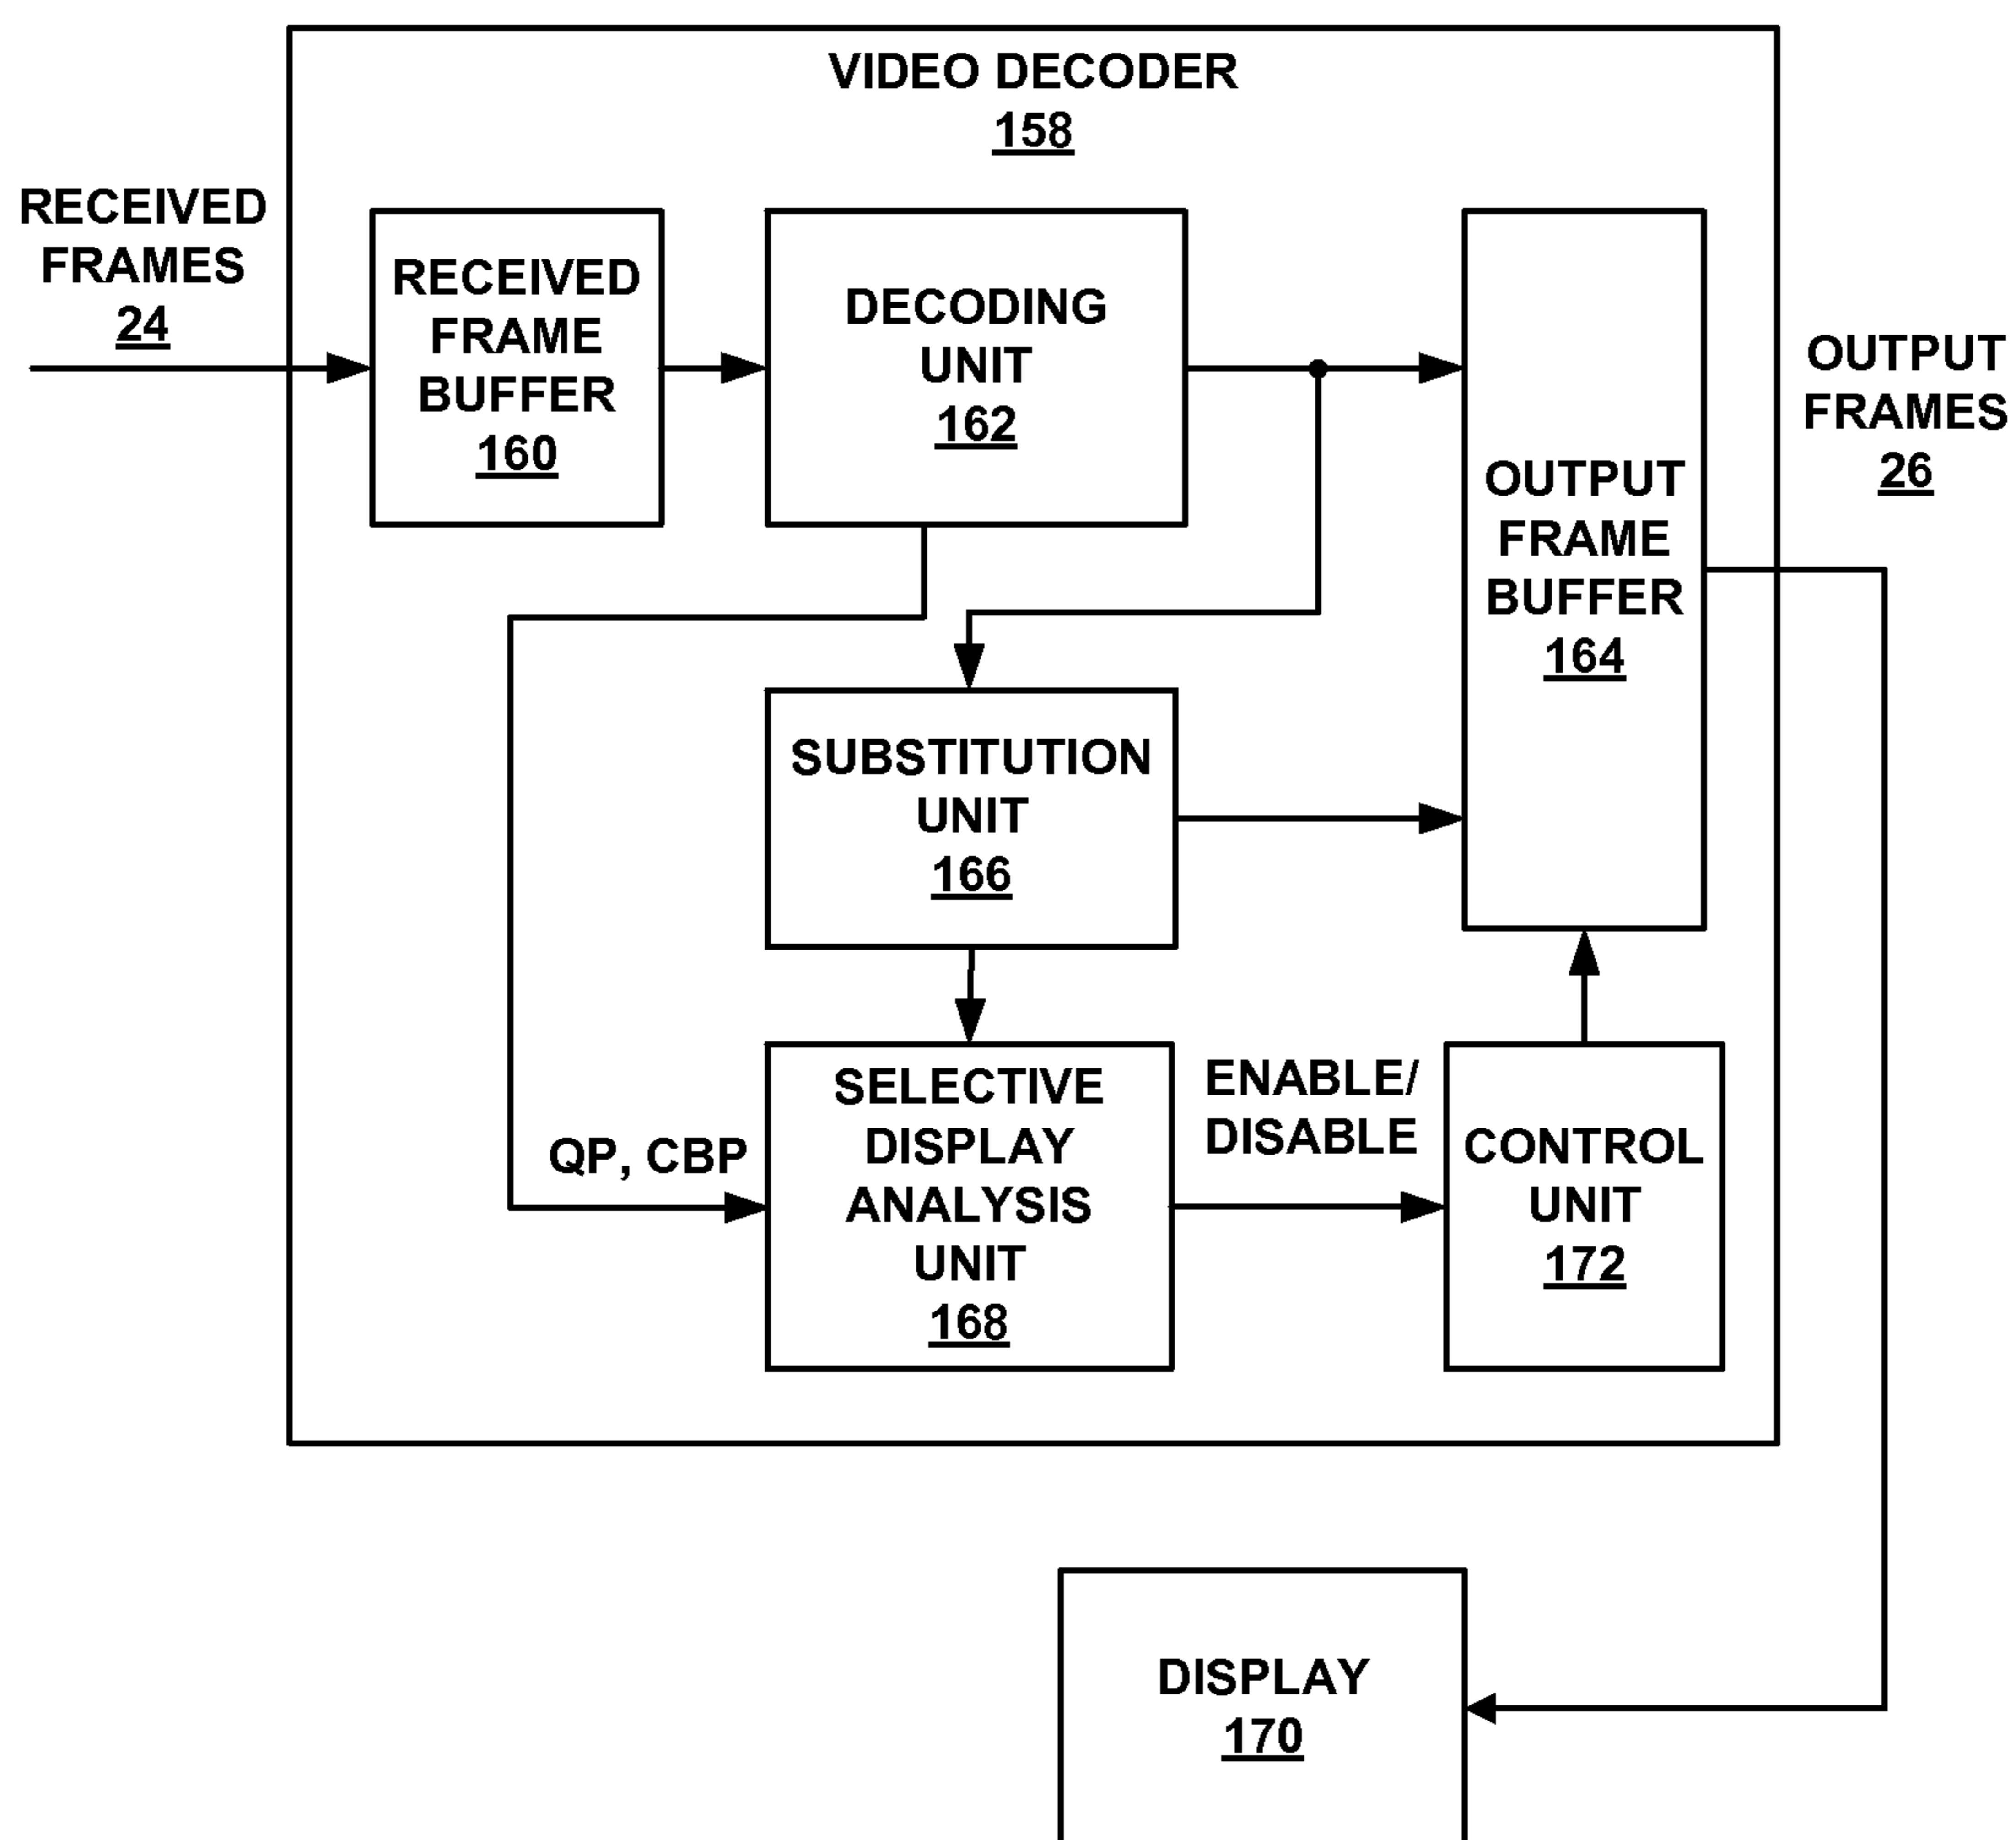 VIDEO DECODER
158
RECEIVED
FRAMES
24
RECEIVED
FRAME
BUFFER
160
DECODING
UNIT
162
OUTPUT
FRAME
BUFFER
164
OUTPUT
FRAMES
26
SUBSTITUTION
UNIT
166
QP, CBP
SELECTIVE
DISPLAY
ANALYSIS
UNIT
168
ENABLE/
DISABLE
CONTROL
UNIT
172
DISPLAY
170